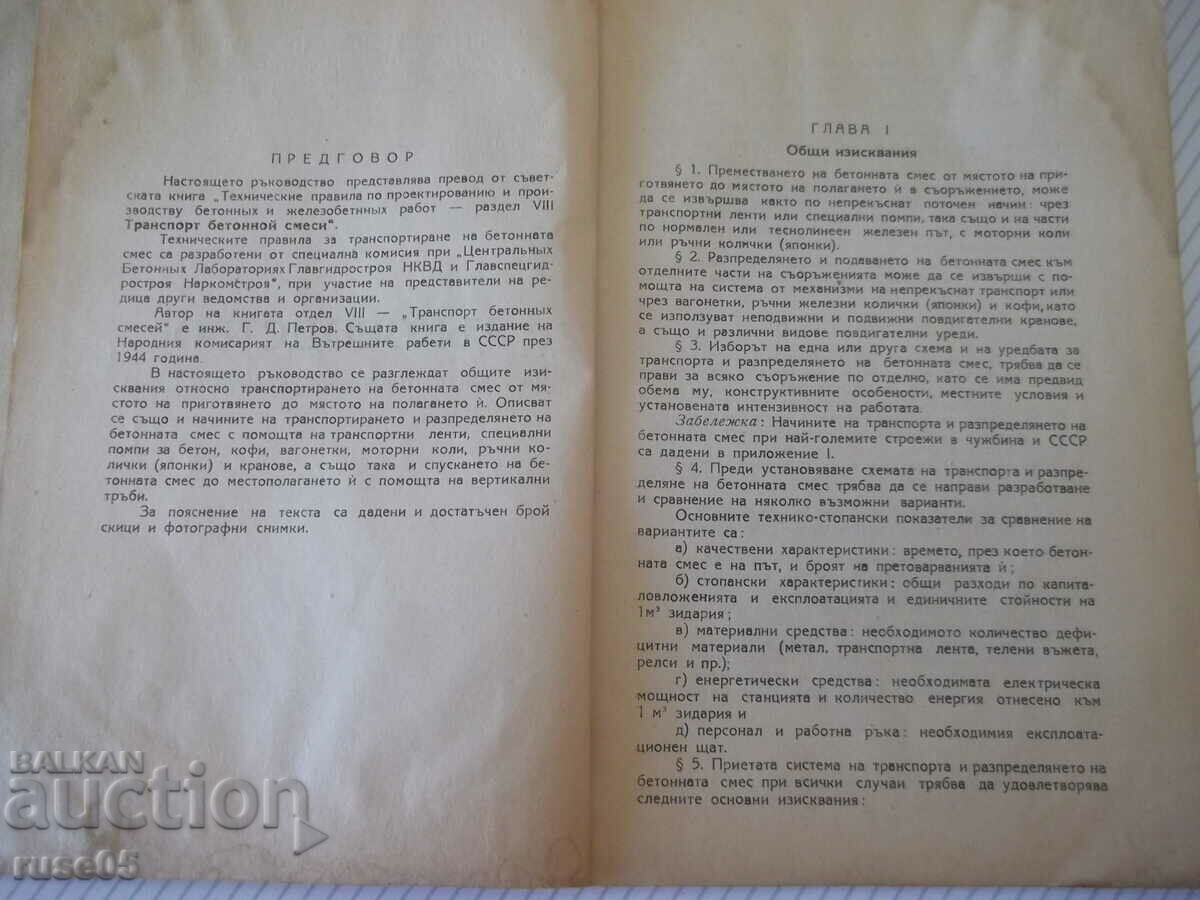 ПРЕДГОВОР
Настоящето ръководство представлява превод от съвет-
ската книга „Технические правила по проектированию и прои-
зводству бетонных и железобетнных работ — раздел VIII
Транспорт бетонной смеси".
Техническите правила за транспортиране на бетонната
смес са разработени от специална комисия при „Центральных
Бетонных Лабораториях Главгидростроя НКВД и Главспецгид-
ростроя Наркомстроя", при участие на представители на ре-
дица други ведомства и организации.
Автор на книгата отдел VIII — „Транспорт бетонных
смесей" е инж. Г. Д. Петров. Същата книга е издание на
Народния комисарият на Вътрешните работи в СССР през
1944 година.
В настоящето ръководство се разглеждат общите изи-
сквания относно транспортирането на бетонната смес от мя-
стото на приготвянето до мястото на полагането ѝ. Описват
се също и начините на транспортирането и разпределянето на
бетонната смес с помощта на транспортни ленти, специални
помпи за бетон, кофи, вагонетки, моторни коли, ръчни ко-
лички (японки) и кранове, а също така и спускането на бе-
тонната смес до местополагането ѝ с помощта на вертикални
тръби.
За пояснение на текста са дадени и достатъчен брой
скици и фотографни снимки.
ГЛАВА I
Общи изисквания
§ 1. Преместването на бетонната смес от мястото на при-
готвянето до мястото на полагането ѝ в съоръжението, може
да се извършва както по непрекъснат поточен начин: чрез
транспортни ленти или специални помпи, така също и на части
по нормален или теснолинеен железен път, с моторни коли
или ръчни колички (японки).
§ 2. Разпределянето и подаването на бетонната смес към
отделните части на съоръженията може да се извърши с по-
мощта на система от механизми на непрекъснат транспорт или
чрез вагонетки, ръчни железни колички (японки) и кофи, като
се използуват неподвижни и подвижни повдигателни кранове,
а също и различни видове повдигателни уреди.
§ 3. Изборът на една или друга схема и на уредбата за
транспорта и разпределянето на бетонната смес, трябва да се
прави за всяко съоръжение по отделно, като се има предвид
обема му, конструктивните особености, местните условия и
установената интензивност на работата.
Забележка: Начините на транспорта и разпределянето на
бетонната смес при най-големите строежи в чужбина и СССР
са дадени в приложение I.
§ 4. Преди установяване схемата на транспорта и разпре-
деляне на бетонната смес трябва да се направи разработване
и сравнение на няколко възможни варианти.
Основните технико-стопански показатели за сравнение на
вариантите са:
а) качествени характеристики: времето, през което бетон-
ната смес е на път, и броят на претоварванията ѝ;
б) стопански характеристики: общи разходи по капита-
ловложенията и експлоатацията и единичните стойности на
1м³ зидария;
в) материални средства: необходимото количество дефи-
цитни материали (метал, транспортна лента, телени въжета,
релси и пр.);
г) енергетически средства: необходимата електрическа
мощност на станцията и количество енергия отнесено към
1 м³ зидария и
д) персонал и работна ръка: необходимия експлоата-
ционен щат.
§ 5. Приетата система на транспорта и разпределянето на
бетонната смес при всички случаи трябва да удовлетворява
следните основни изисквания:
BALKAN
auction
ruse05